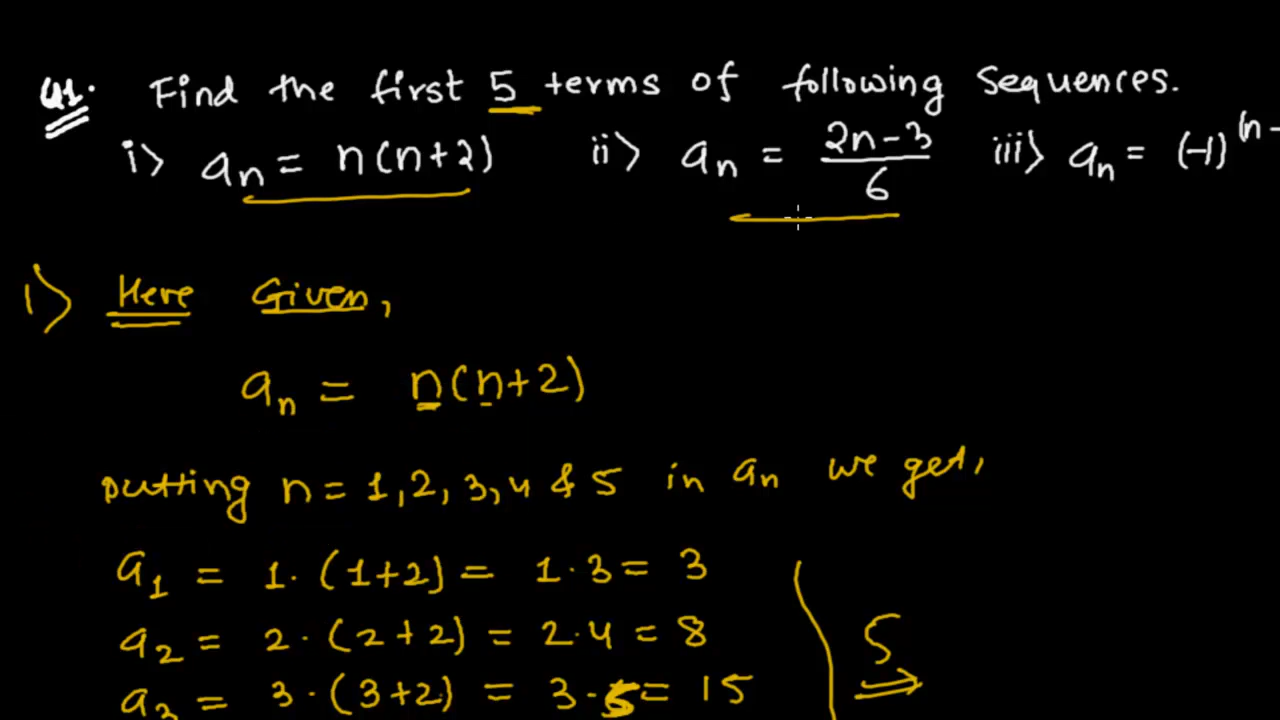 Q1. Find the first 5 terms of following sequences.
i) aₙ = n(n+2) ii) aₙ = (2n-3)/6 iii) aₙ = (-1)^(n-
i) Here Given,
aₙ = n(n+2)
putting n = 1, 2, 3, 4 & 5 in aₙ we get,
a₁ = 1·(1+2) = 1·3 = 3
a₂ = 2·(2+2) = 2·4 = 8
a₃ = 3·(3+2) = 3·5 = 15
5